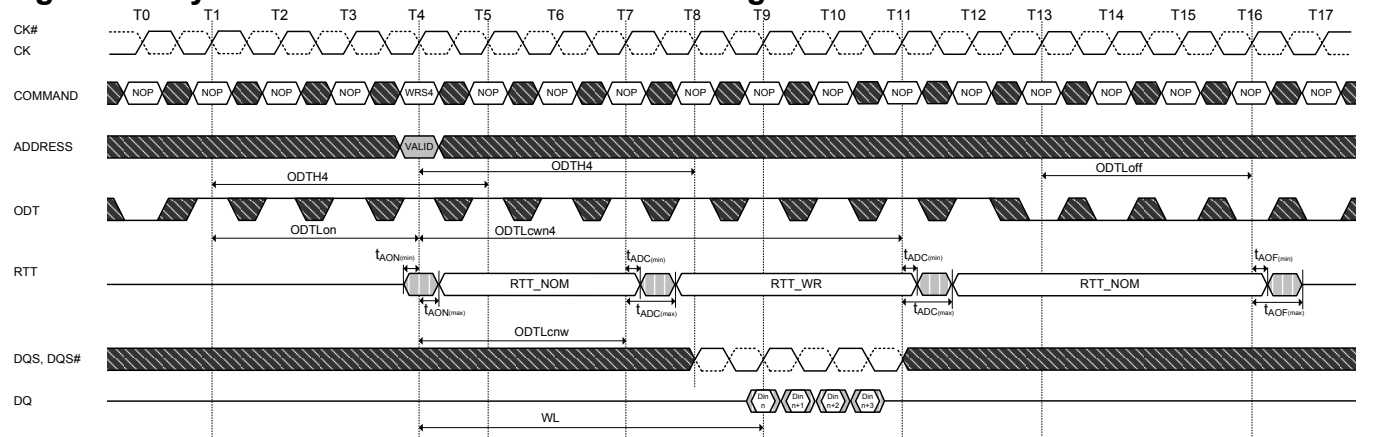 T0 T1 T2 T3 T4 T5 T6 T7 T8 T9 T10 T11 T12 T13 T14 T15 T16 T17
CK#
CK
COMMAND NOP NOP NOP NOP WRS4 NOP NOP NOP NOP NOP NOP NOP NOP NOP NOP NOP NOP NOP
ADDRESS VALID
ODTH4 ODTH4 ODTLoff
ODT
ODTLon ODTLcwn4
tAON(min) tADC(min) tADC(min) tAOF(min)
RTT RTT_NOM RTT_WR RTT_NOM
tAON(max) tADC(max) tADC(max) tAOF(max)
ODTLcnw
DQS, DQS#
DQ Din n Din n+1 Din n+2 Din n+3
WL